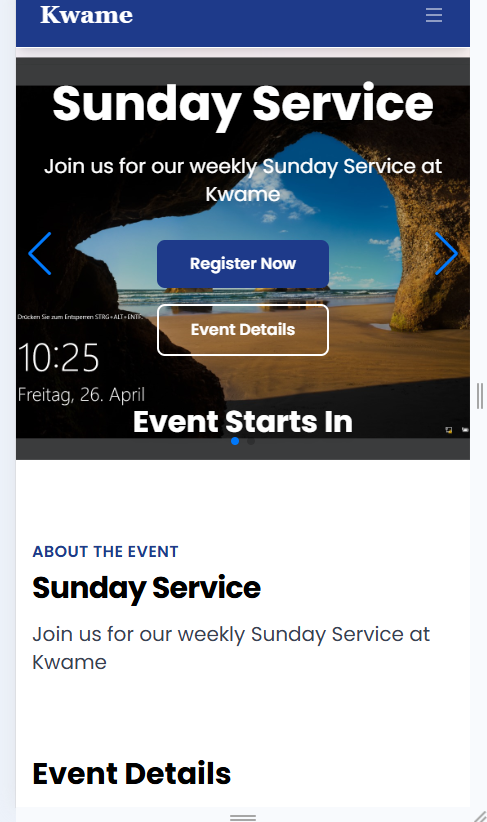 Kwame
Sunday Service
Join us for our weekly Sunday Service at
Kwame
Register Now
Drücken Sie zum Entsperren STRG+ALT+ENTF.
Event Details
10:25
Freitag, 26. April
Event Starts In
ABOUT THE EVENT
Sunday Service
Join us for our weekly Sunday Service at
Kwame
Event Details